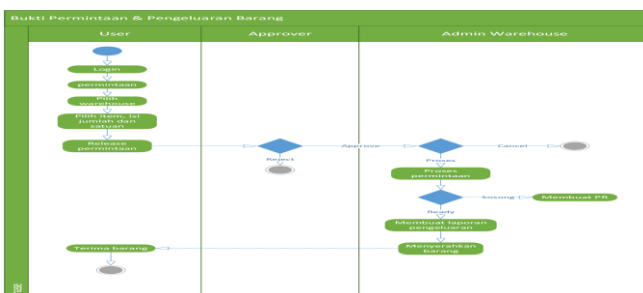 Bukti Permintaan & Pengeluaran Barang
User
Approver
Admin Warehouse
Login
permintaan
Pilih
warehouse
Pilih item, isi
jumlah dan
satuan
Release
permintaan
Approve
Cancel
Reject
Proses
Proses
permintaan
kosong
Membuat PR
Ready
Membuat laporan
pengeluaran
Terima barang
Menyerahkan
barang